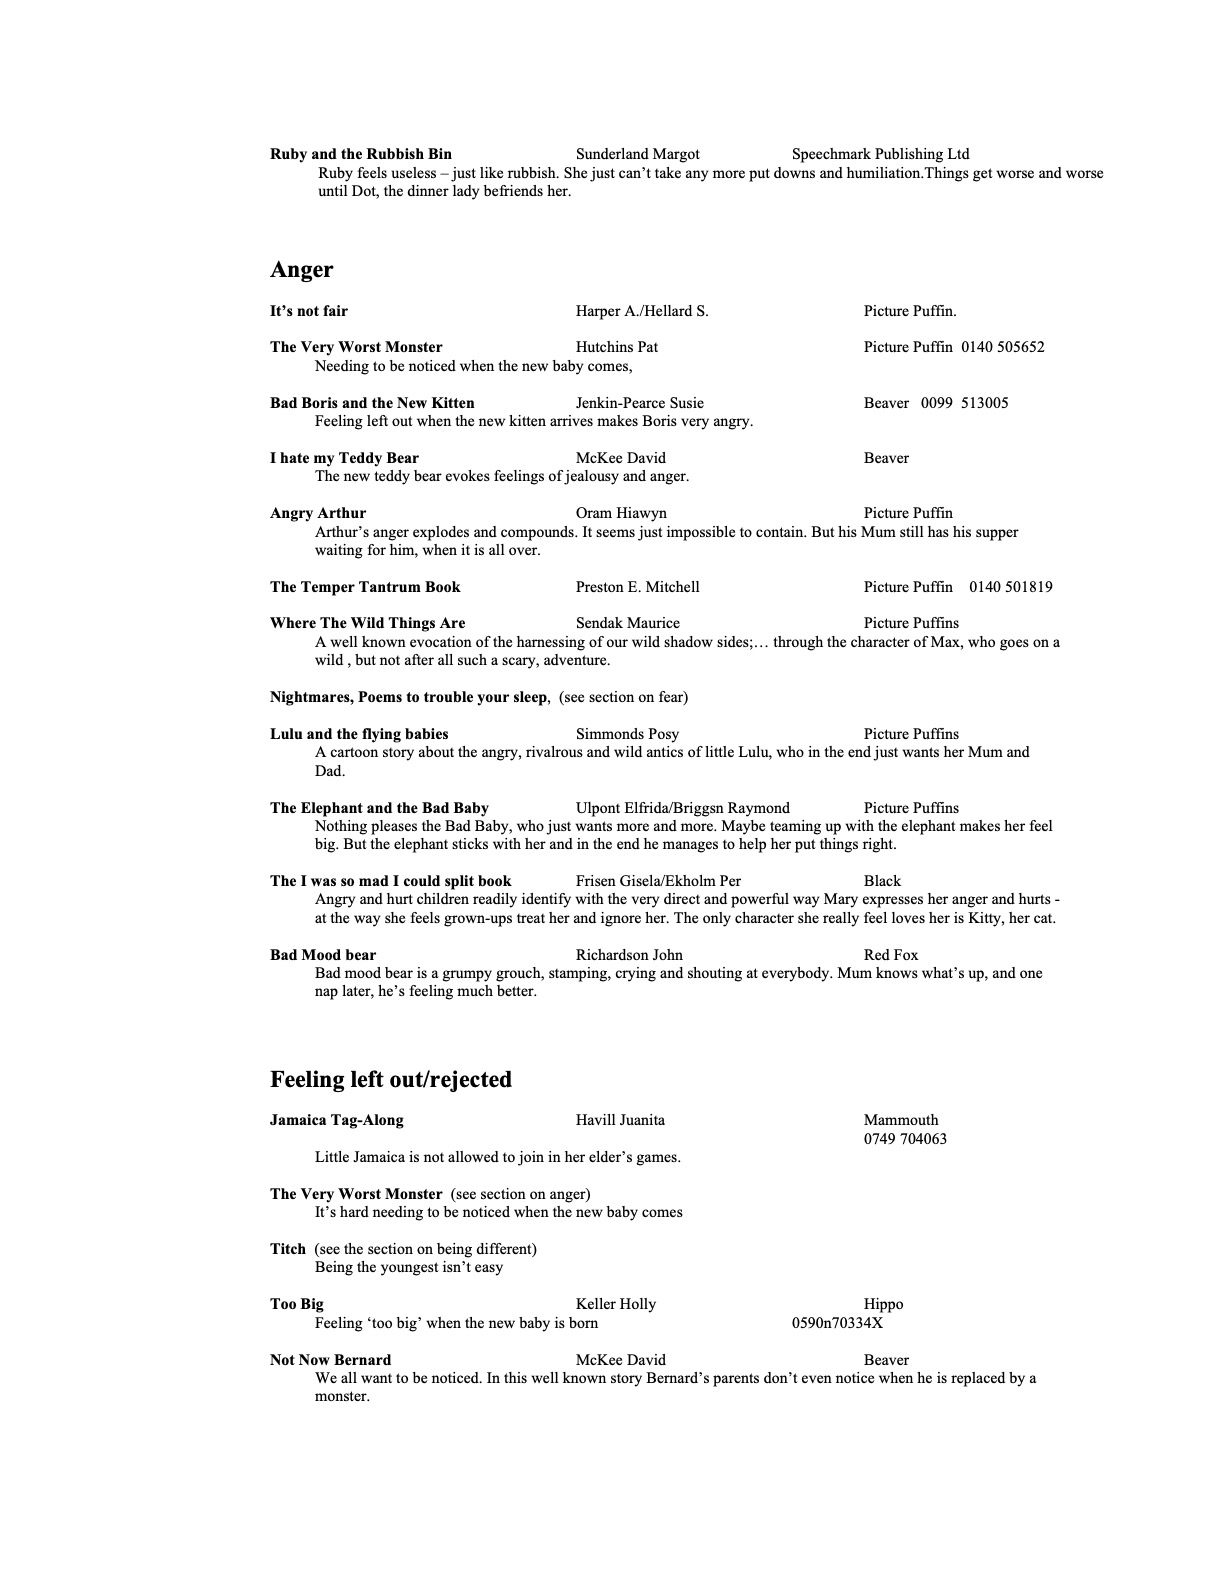 Ruby and the Rubbish Bin Sunderland Margot Speechmark Publishing Ltd
Ruby feels useless – just like rubbish. She just can’t take any more put downs and humiliation.Things get worse and worse
until Dot, the dinner lady befriends her.
Anger
It’s not fair Harper A./Hellard S. Picture Puffin.
The Very Worst Monster Hutchins Pat Picture Puffin 0140 505652
Needing to be noticed when the new baby comes,
Bad Boris and the New Kitten Jenkin-Pearce Susie Beaver 0099 513005
Feeling left out when the new kitten arrives makes Boris very angry.
I hate my Teddy Bear McKee David Beaver
The new teddy bear evokes feelings of jealousy and anger.
Angry Arthur Oram Hiawyn Picture Puffin
Arthur’s anger explodes and compounds. It seems just impossible to contain. But his Mum still has his supper
waiting for him, when it is all over.
The Temper Tantrum Book Preston E. Mitchell Picture Puffin 0140 501819
Where The Wild Things Are Sendak Maurice Picture Puffins
A well known evocation of the harnessing of our wild shadow sides;… through the character of Max, who goes on a
wild , but not after all such a scary, adventure.
Nightmares, Poems to trouble your sleep, (see section on fear)
Lulu and the flying babies Simmonds Posy Picture Puffins
A cartoon story about the angry, rivalrous and wild antics of little Lulu, who in the end just wants her Mum and
Dad.
The Elephant and the Bad Baby Ulpont Elfrida/Briggsn Raymond Picture Puffins
Nothing pleases the Bad Baby, who just wants more and more. Maybe teaming up with the elephant makes her feel
big. But the elephant sticks with her and in the end he manages to help her put things right.
The I was so mad I could split book Frisen Gisela/Ekholm Per Black
Angry and hurt children readily identify with the very direct and powerful way Mary expresses her anger and hurts -
at the way she feels grown-ups treat her and ignore her. The only character she really feel loves her is Kitty, her cat.
Bad Mood bear Richardson John Red Fox
Bad mood bear is a grumpy grouch, stamping, crying and shouting at everybody. Mum knows what’s up, and one
nap later, he’s feeling much better.
Feeling left out/rejected
Jamaica Tag-Along Havill Juanita Mammouth
0749 704063
Little Jamaica is not allowed to join in her elder’s games.
The Very Worst Monster (see section on anger)
It’s hard needing to be noticed when the new baby comes
Titch (see the section on being different)
Being the youngest isn’t easy
Too Big Keller Holly Hippo
Feeling ‘too big’ when the new baby is born 0590n70334X
Not Now Bernard McKee David Beaver
We all want to be noticed. In this well known story Bernard’s parents don’t even notice when he is replaced by a
monster.